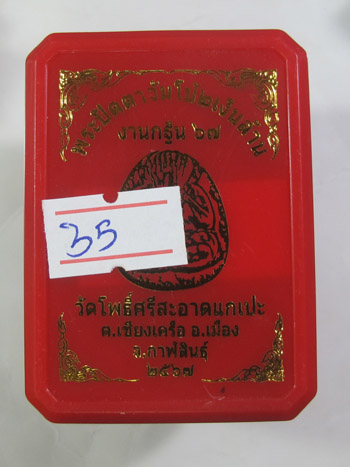 พระปิดตาวันโบ๒เงินล้าน
งานกฐิน ๖๗
35
วัดโพธิ์ศรีสะอาดแกเปะ
ต.เชียงเครือ อ.เมือง
จ.กาฬสินธุ์
๒๕๖๗